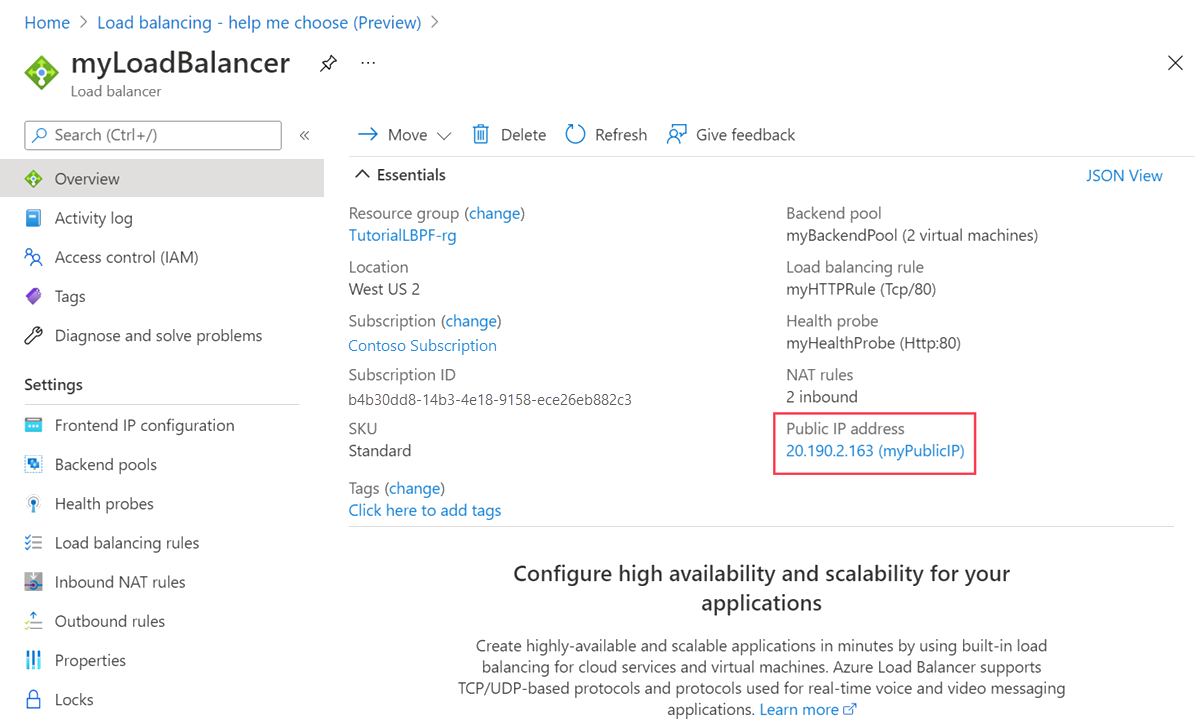 Home > Load balancing - help me choose (Preview) >
myLoadBalancer ...
Load balancer
Search (Ctrl+/) «
Overview
Activity log
Access control (IAM)
Tags
Diagnose and solve problems
Settings
Frontend IP configuration
Backend pools
Health probes
Load balancing rules
Inbound NAT rules
Outbound rules
Properties
Locks
Move Delete Refresh Give feedback
Essentials JSON View
Resource group (change)
TutorialLBPF-rg
Location
West US 2
Subscription (change)
Contoso Subscription
Subscription ID
b4b30dd8-14b3-4e18-9158-ece26eb882c3
SKU
Standard
Tags (change)
Click here to add tags
Backend pool
myBackendPool (2 virtual machines)
Load balancing rule
myHTTPRule (Tcp/80)
Health probe
myHealthProbe (Http:80)
NAT rules
2 inbound
Public IP address
20.190.2.163 (myPublicIP)
Configure high availability and scalability for your
applications
Create highly-available and scalable applications in minutes by using built-in load
balancing for cloud services and virtual machines. Azure Load Balancer supports
TCP/UDP-based protocols and protocols used for real-time voice and video messaging
applications. Learn more